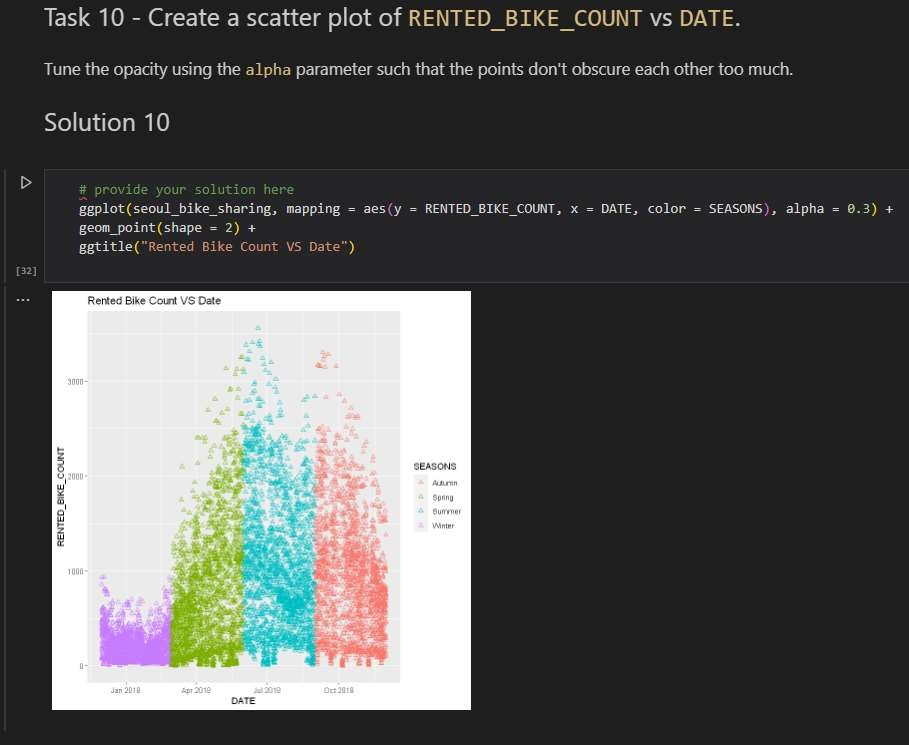 Task 10 - Create a scatter plot of RENTED_BIKE_COUNT vs DATE.
Tune the opacity using the alpha parameter such that the points don't obscure each other too much.
Solution 10
# provide your solution here
ggplot(seoul_bike_sharing, mapping = aes(y = RENTED_BIKE_COUNT, x = DATE, color = SEASONS), alpha = 0.3) +
geom_point(shape = 2) +
ggtitle("Rented Bike Count VS Date")
[32]
...
Rented Bike Count VS Date
3000
2000
1000
0
RENTED_BIKE_COUNT
Jan 2018 Apr 2018 Jul 2018 Oct 2018
DATE
SEASONS
Autumn
Spring
Summer
Winter